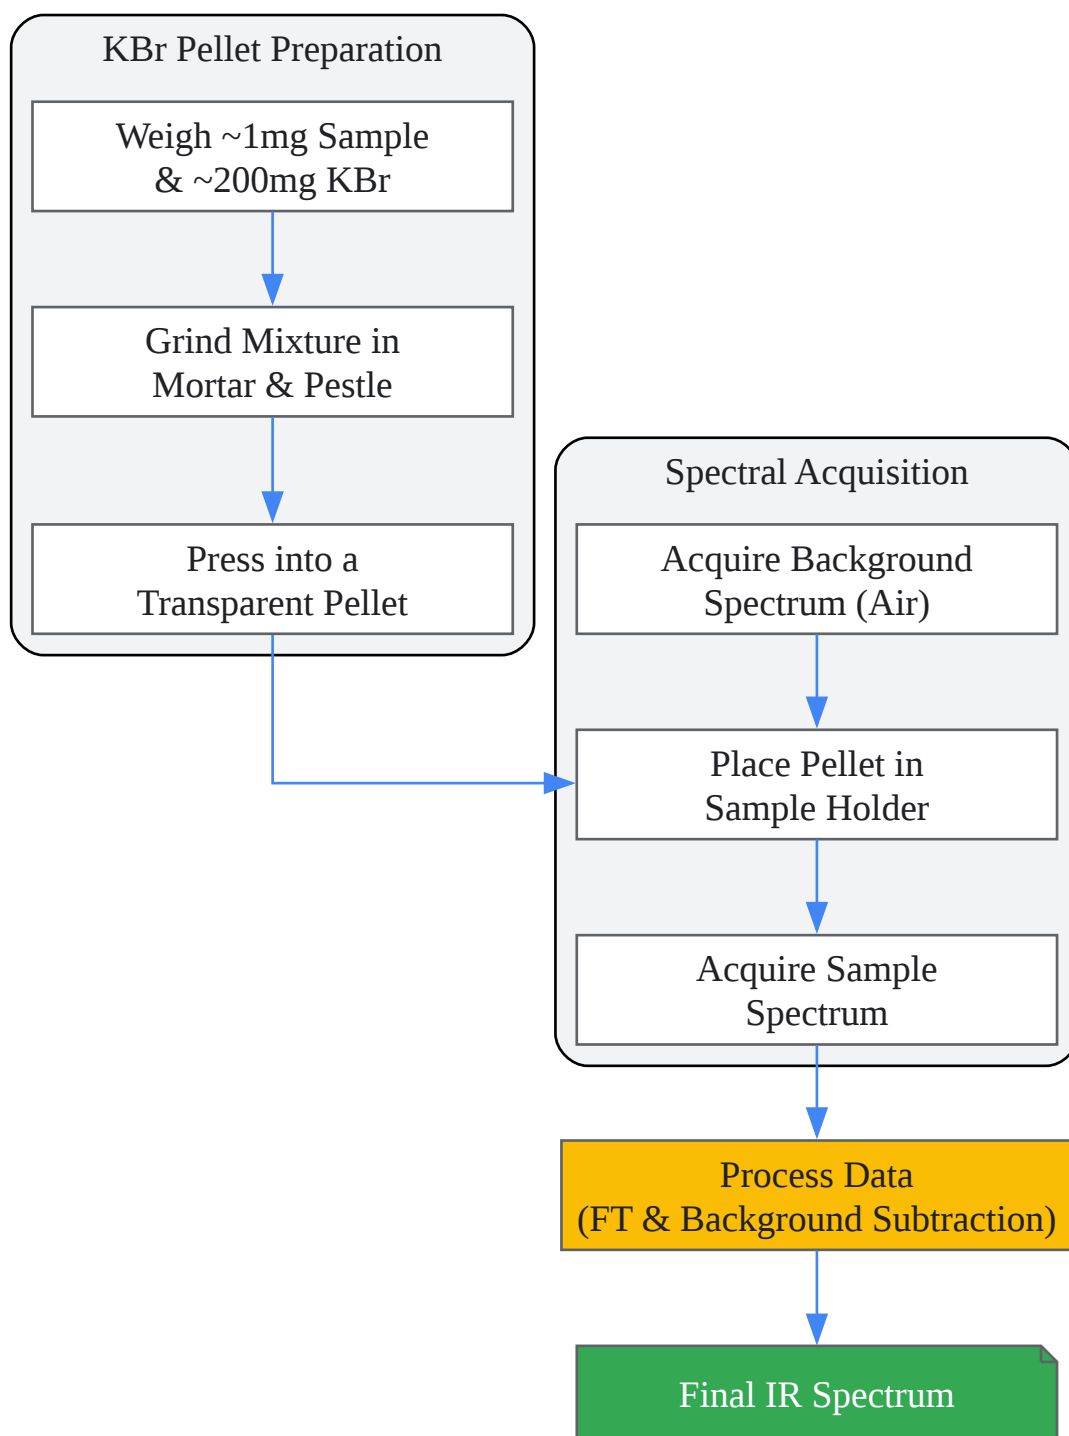 KBr Pellet Preparation
Weigh ~1mg Sample
& ~200mg KBr
Grind Mixture in
Mortar & Pestle
Press into a
Transparent Pellet
Spectral Acquisition
Acquire Background
Spectrum (Air)
Place Pellet in
Sample Holder
Acquire Sample
Spectrum
Process Data
(FT & Background Subtraction)
Final IR Spectrum